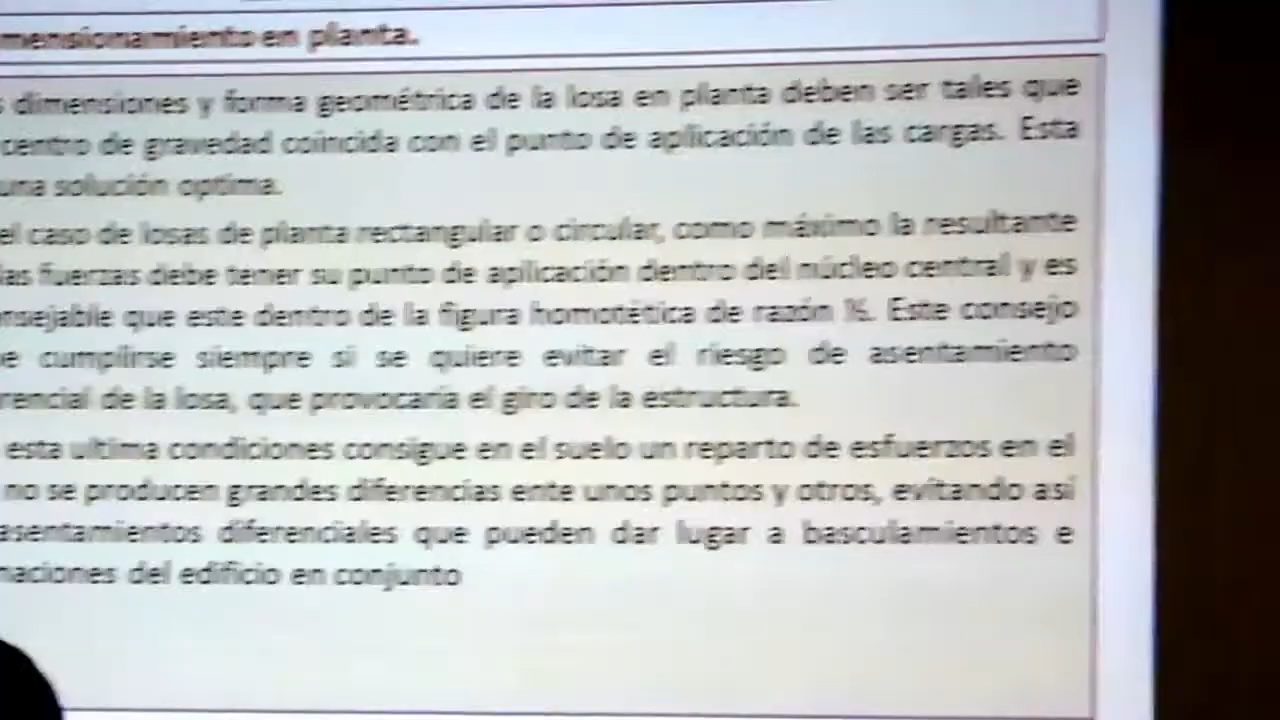 mensionamiento en planta.
s dimensiones y forma geométrica de la losa en planta deben ser tales que
centro de gravedad coincida con el punto de aplicación de las cargas. Esta
una solución optima.
el caso de losas de planta rectangular o circular, como máximo la resultante
las fuerzas debe tener su punto de aplicación dentro del núcleo central y es
nsejable que este dentro de la figura homotética de razón ½. Este consejo
e cumplirse siempre si se quiere evitar el riesgo de asentamiento
rencial de la losa, que provocaría el giro de la estructura.
esta ultima condiciones consigue en el suelo un reparto de esfuerzos en el
no se producen grandes diferencias ente unos puntos y otros, evitando así
asentamientos diferenciales que pueden dar lugar a basculamientos e
naciones del edificio en conjunto